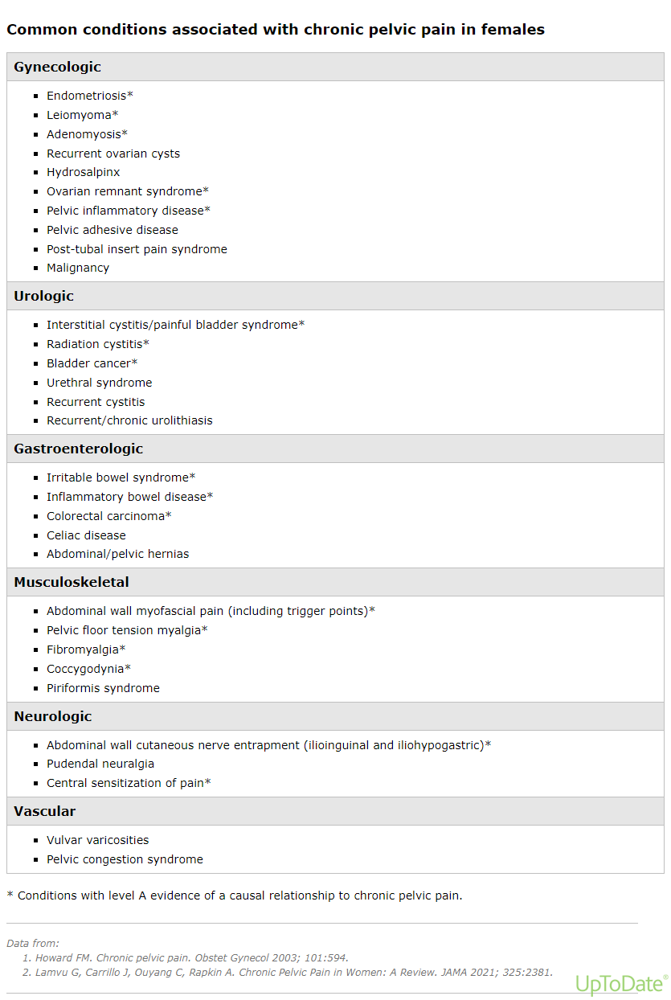 Common conditions associated with chronic pelvic pain in females
Gynecologic
Endometriosis*
Leiomyoma*
Adenomyosis*
Recurrent ovarian cysts
Hydrosalpinx
Ovarian remnant syndrome*
Pelvic inflammatory disease*
Pelvic adhesive disease
Post-tubal insert pain syndrome
Malignancy
Urologic
Interstitial cystitis/painful bladder syndrome*
Radiation cystitis*
Bladder cancer*
Urethral syndrome
Recurrent cystitis
Recurrent/chronic urolithiasis
Gastroenterologic
Irritable bowel syndrome*
Inflammatory bowel disease*
Colorectal carcinoma*
Celiac disease
Abdominal/pelvic hernias
Musculoskeletal
Abdominal wall myofascial pain (including trigger points)*
Pelvic floor tension myalgia*
Fibromyalgia*
Coccygodynia*
Piriformis syndrome
Neurologic
Abdominal wall cutaneous nerve entrapment (ilioinguinal and iliohypogastric)*
Pudendal neuralgia
Central sensitization of pain*
Vascular
Vulvar varicosities
Pelvic congestion syndrome
* Conditions with level A evidence of a causal relationship to chronic pelvic pain.
Data from:
1. Howard FM. Chronic pelvic pain. Obstet Gynecol 2003; 101:594.
2. Lamvu G, Carrillo J, Ouyang C, Rapkin A. Chronic Pelvic Pain in Women: A Review. JAMA 2021; 325:2381.
UpToDate®